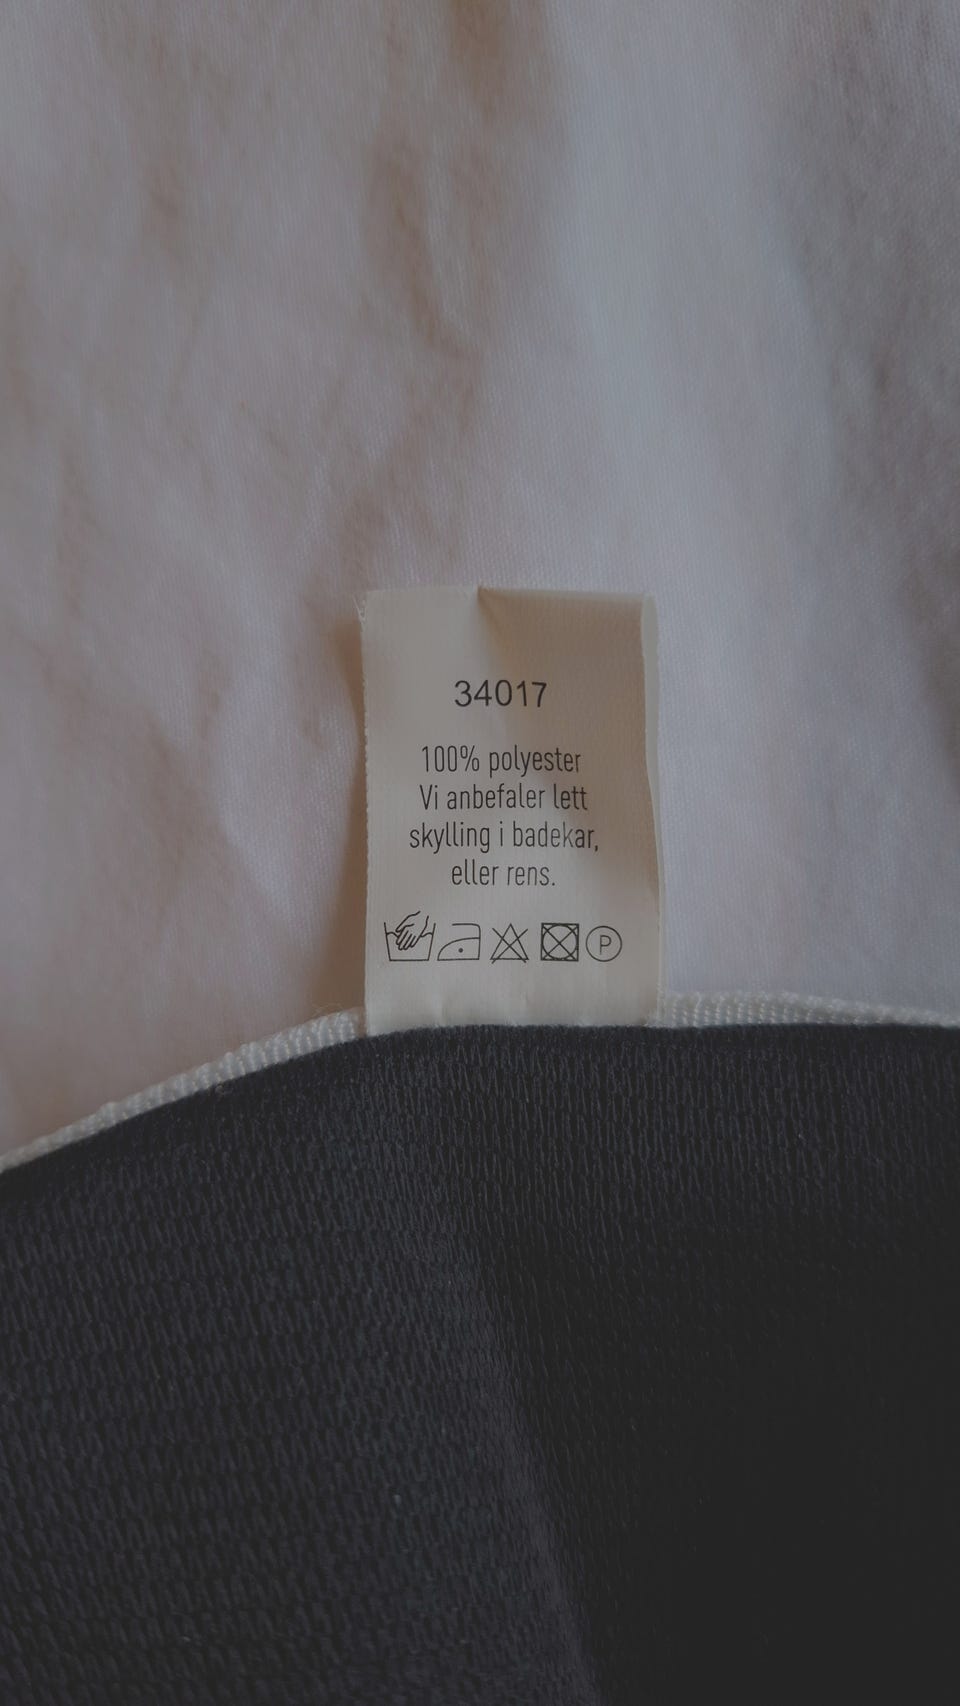 34017
100% polyester
Vi anbefaler lett
skylling i badekar,
eller rens.
P